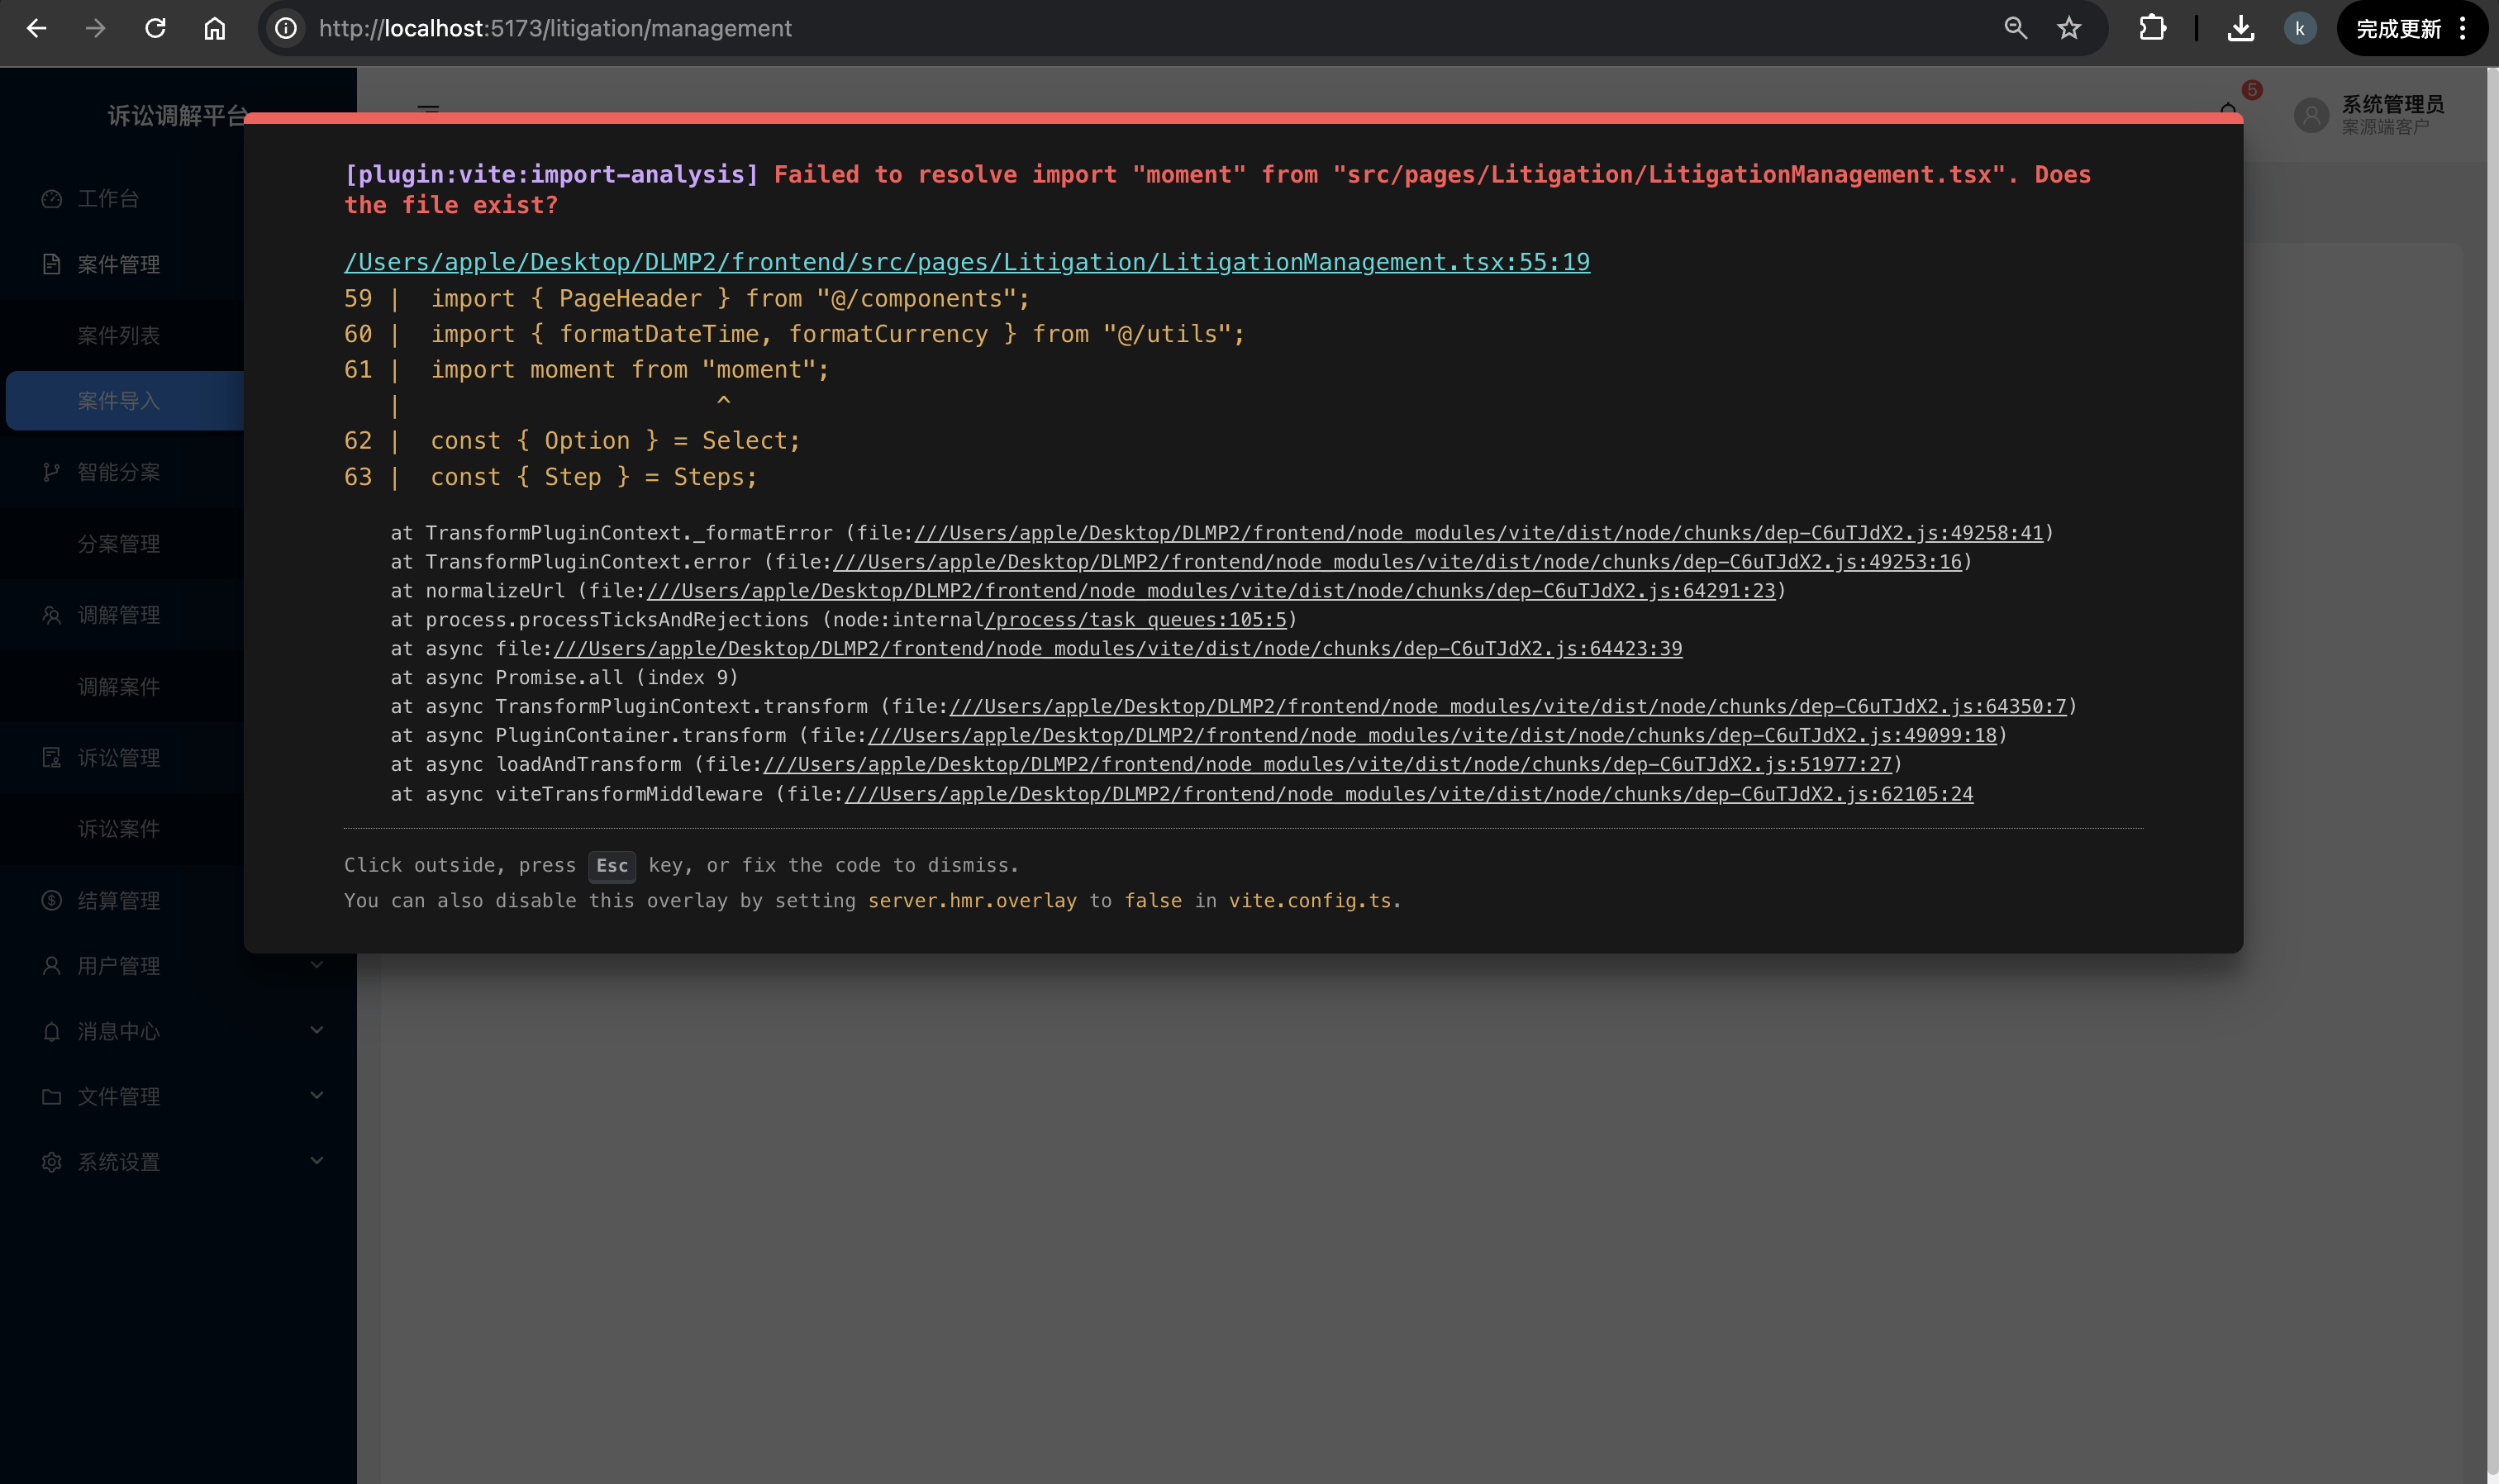 http://localhost:5173/litigation/management
k
完成更新
诉讼调解平台
5
系统管理员
案源端客户
工作台
案件管理
案件列表
案件导入
智能分案
分案管理
调解管理
调解案件
诉讼管理
诉讼案件
结算管理
用户管理
消息中心
文件管理
系统设置
[plugin:vite:import-analysis] Failed to resolve import "moment" from "src/pages/Litigation/LitigationManagement.tsx". Does
the file exist?
/Users/apple/Desktop/DLMP2/frontend/src/pages/Litigation/LitigationManagement.tsx:55:19
59 | import { PageHeader } from "@/components";
60 | import { formatDateTime, formatCurrency } from "@/utils";
61 | import moment from "moment";
| ^
62 | const { Option } = Select;
63 | const { Step } = Steps;
at TransformPluginContext._formatError (file:///Users/apple/Desktop/DLMP2/frontend/node_modules/vite/dist/node/chunks/dep-C6uTJdX2.js:49258:41)
at TransformPluginContext.error (file:///Users/apple/Desktop/DLMP2/frontend/node_modules/vite/dist/node/chunks/dep-C6uTJdX2.js:49253:16)
at normalizeUrl (file:///Users/apple/Desktop/DLMP2/frontend/node_modules/vite/dist/node/chunks/dep-C6uTJdX2.js:64291:23)
at process.processTicksAndRejections (node:internal/process/task_queues:105:5)
at async file:///Users/apple/Desktop/DLMP2/frontend/node_modules/vite/dist/node/chunks/dep-C6uTJdX2.js:64423:39
at async Promise.all (index 9)
at async TransformPluginContext.transform (file:///Users/apple/Desktop/DLMP2/frontend/node_modules/vite/dist/node/chunks/dep-C6uTJdX2.js:64350:7)
at async PluginContainer.transform (file:///Users/apple/Desktop/DLMP2/frontend/node_modules/vite/dist/node/chunks/dep-C6uTJdX2.js:49099:18)
at async loadAndTransform (file:///Users/apple/Desktop/DLMP2/frontend/node_modules/vite/dist/node/chunks/dep-C6uTJdX2.js:51977:27)
at async viteTransformMiddleware (file:///Users/apple/Desktop/DLMP2/frontend/node_modules/vite/dist/node/chunks/dep-C6uTJdX2.js:62105:24
Click outside, press Esc key, or fix the code to dismiss.
You can also disable this overlay by setting server.hmr.overlay to false in vite.config.ts.